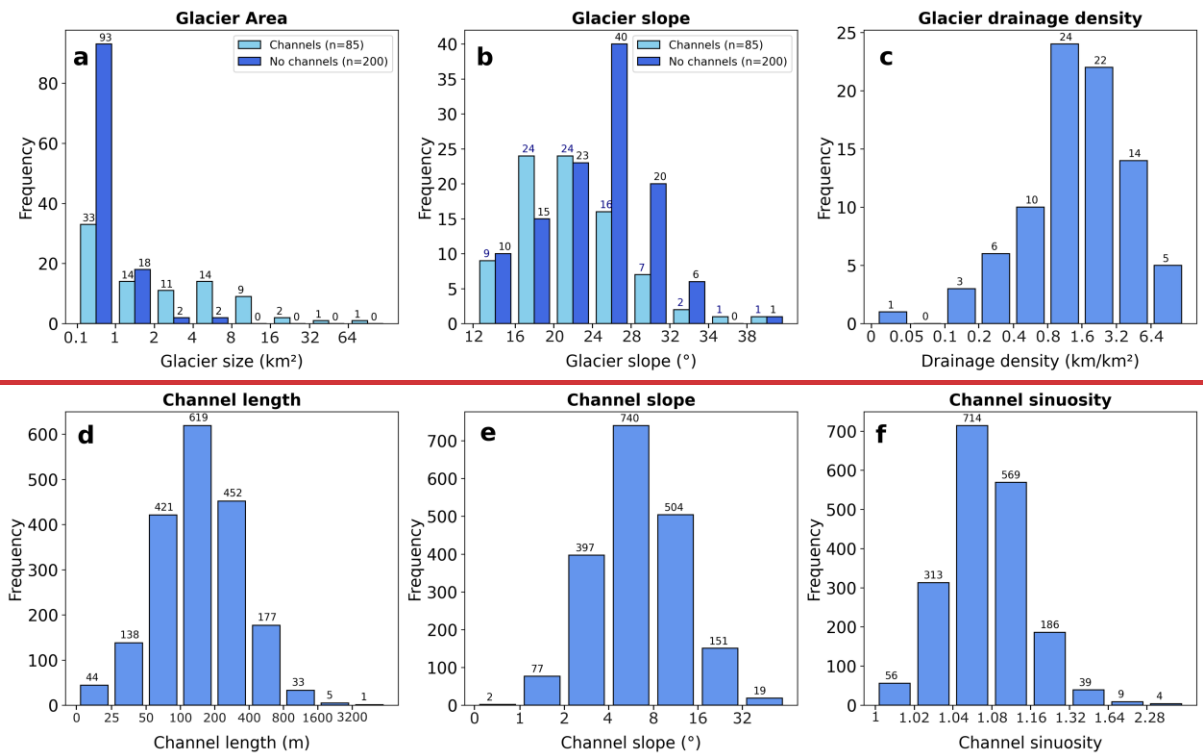 Glacier Area
a
Channels (n=85)
No channels (n=200)
Frequency
80
60
40
20
0
33 93 14 18 11 2 14 2 9 0 2 0 1 0 1 0
0.1 1 2 4 8 16 32 64
Glacier size (km²)
Glacier slope
b
Channels (n=85)
No channels (n=200)
Frequency
40
35
30
25
20
15
10
5
0
9 10 24 15 24 23 16 40 7 20 2 6 1 0 1 1
12 16 20 24 28 32 34 38
Glacier slope (°)
Glacier drainage density
c
Frequency
25
20
15
10
5
0
1 0 3 6 10 24 22 14 5
0 0.05 0.1 0.2 0.4 0.8 1.6 3.2 6.4
Drainage density (km/km²)
Channel length
d
Frequency
600
500
400
300
200
100
0
44 138 421 619 452 177 33 5 1
0 25 50 100 200 400 800 1600 3200
Channel length (m)
Channel slope
e
Frequency
700
600
500
400
300
200
100
0
2 77 397 740 504 151 19
0 1 2 4 8 16 32
Channel slope (°)
Channel sinuosity
f
Frequency
700
600
500
400
300
200
100
0
56 313 714 569 186 39 9 4
1 1.02 1.04 1.08 1.16 1.32 1.64 2.28
Channel sinuosity